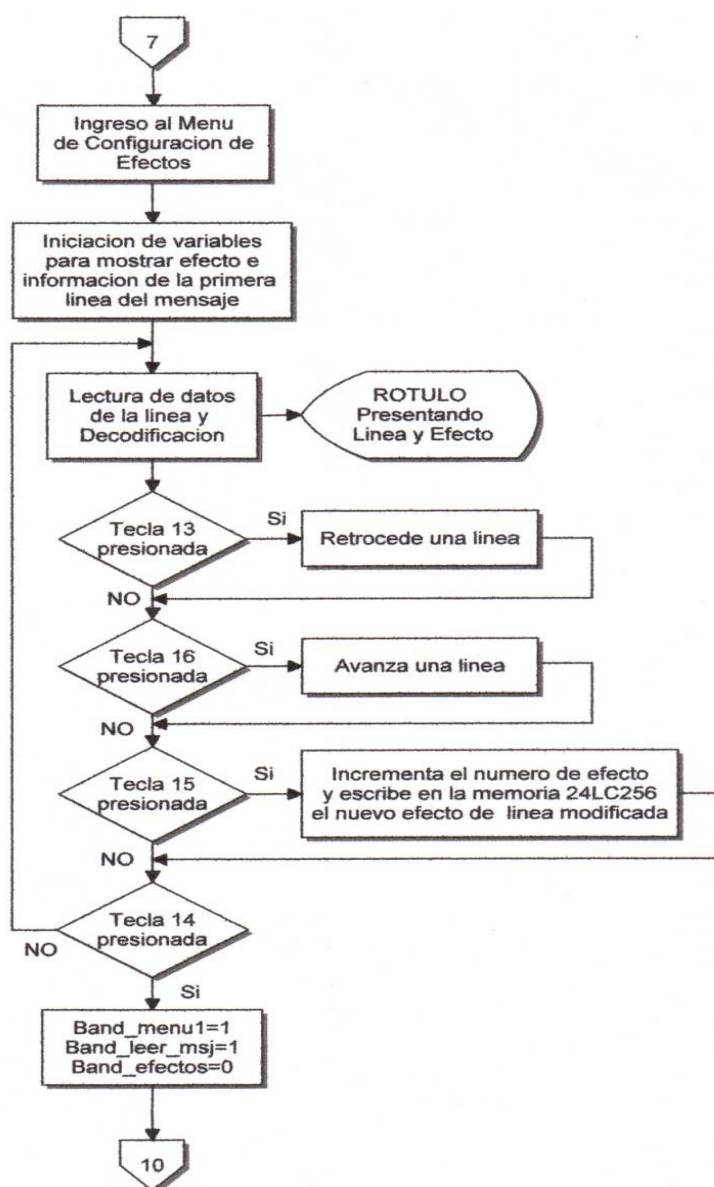 7
Ingreso al Menu
de Configuracion de
Efectos
Iniciacion de variables
para mostrar efecto e
informacion de la primera
linea del mensaje
Lectura de datos
de la linea y
Decodificacion
ROTULO
Presentando
Linea y Efecto
Tecla 13
presionada
Si
Retrocede una linea
NO
Tecla 16
presionada
Si
Avanza una linea
NO
Tecla 15
presionada
Si
Incrementa el numero de efecto
y escribe en la memoria 24LC256
el nuevo efecto de linea modificada
NO
Tecla 14
presionada
NO
Si
Band_menu1=1
Band_leer_msj=1
Band_efectos=0
10